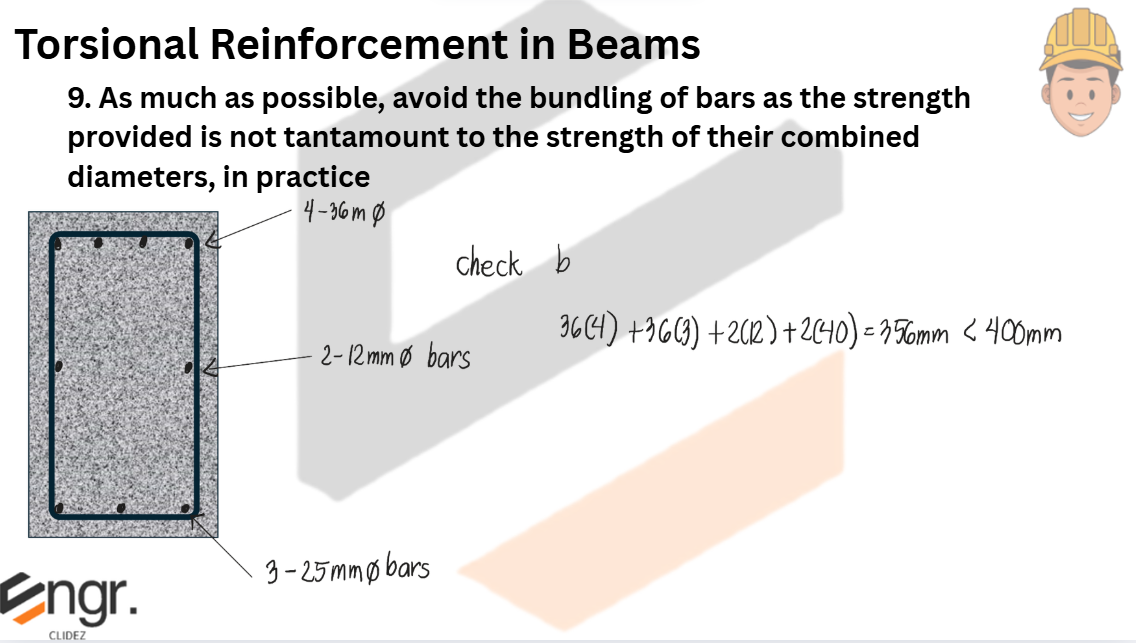 Torsional Reinforcement in Beams
9. As much as possible, avoid the bundling of bars as the strength
provided is not tantamount to the strength of their combined
diameters, in practice
4-36m ϕ
check b
36(4) +36(3) +2(12) +2(40) = 356mm < 400mm
2-12mm ϕ bars
3-25mm ϕ bars
Engr.
CLIDEZ